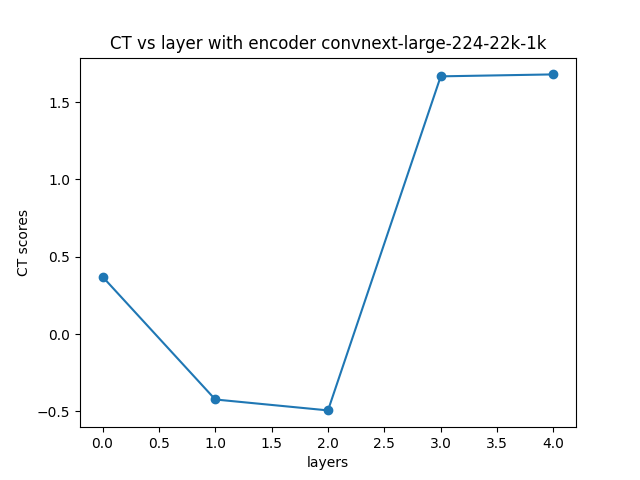 CT vs layer with encoder convnext-large-224-22k-1k
CT scores
1.5
1.0
0.5
0.0
−0.5
0.0 0.5 1.0 1.5 2.0 2.5 3.0 3.5 4.0
layers